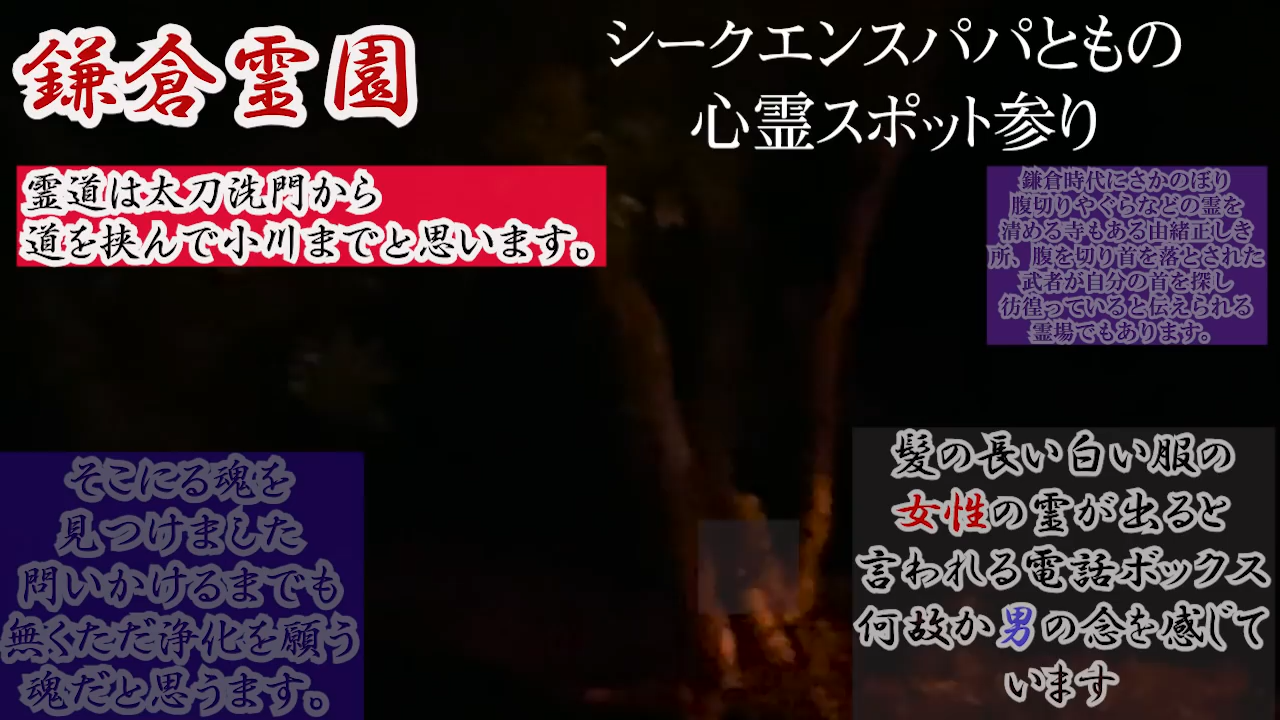 鎌倉霊園
シークエンスパパともの
心霊スポット参り
霊道は太刀洗門から
道を挟んで小川までと思います。
鎌倉時代にさかのぼり
腹切りやぐらなどの霊を
清める寺もある由緒正しき
所、腹を切り首を落とされた
武者が自分の首を探し
彷徨っていると伝えられる
霊場でもあります。
そこにる魂を
見つけました
問いかけるまでも
無くただ浄化を願う
魂だと思うます。
髪の長い白い服の
女性の霊が出ると
言われる電話ボックス
何故か男の念を感じて
います